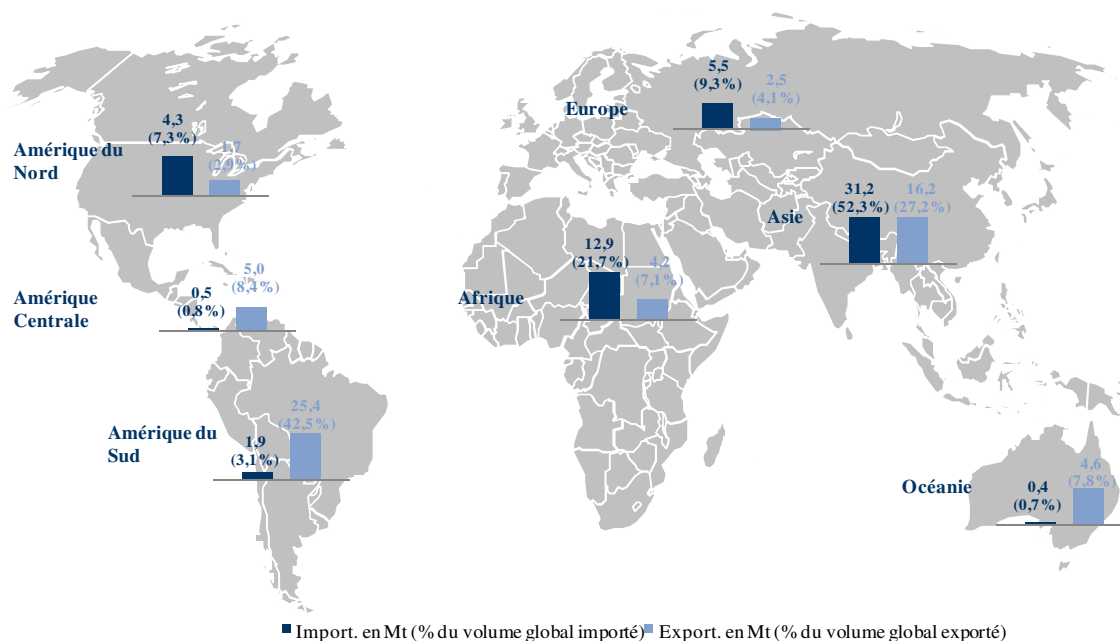 5,5
(9,3%)
2,5
(4,1%)
Europe
4,3
(7,3%)
1,7
(2,9%)
Amérique du
Nord
31,2
(52,3%)
16,2
(27,2%)
Asie
12,9
(21,7%)
4,2
(7,1%)
Afrique
5,0
(8,4%)
0,5
(0,8%)
Amérique
Centrale
25,4
(42,5%)
1,9
(3,1%)
Amérique du
Sud
4,6
(7,8%)
0,4
(0,7%)
Océanie
Import. en Mt (% du volume global importé)
Export. en Mt (% du volume global exporté)